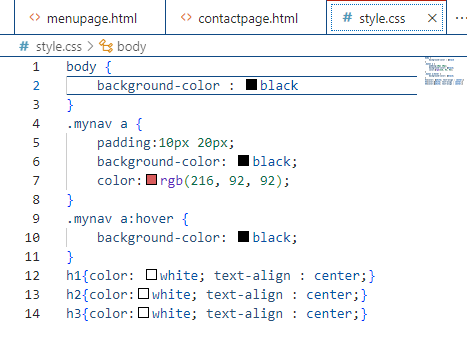 <> menupage.html <> contactpage.html # style.css × ...
# style.css > body
1 body {
2 background-color : black
3 }
4 .mynav a {
5 padding:10px 20px;
6 background-color: black;
7 color: rgb(216, 92, 92);
8 }
9 .mynav a:hover {
10 background-color: black;
11 }
12 h1{color: white; text-align : center;}
13 h2{color: white; text-align : center;}
14 h3{color: white; text-align : center;}